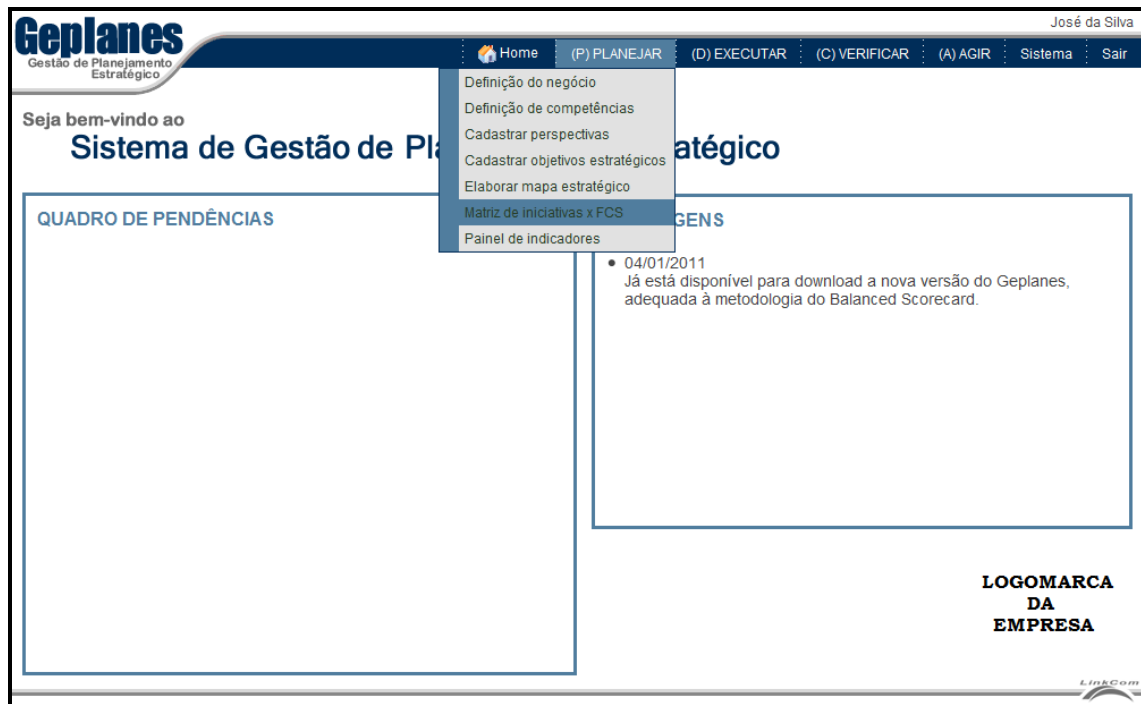 José da Silva
Geplanes
Gestão de Planejamento
Estratégico
Home
(P) PLANEJAR
(D) EXECUTAR
(C) VERIFICAR
(A) AGIR
Sistema
Sair
Definição do negócio
Definição de competências
Cadastrar perspectivas
Cadastrar objetivos estratégicos
Elaborar mapa estratégico
Matriz de iniciativas x FCS
Painel de indicadores
Seja bem-vindo ao
Sistema de Gestão de Pla atégico
QUADRO DE PENDÊNCIAS
GENS
04/01/2011
Já está disponível para download a nova versão do Geplanes,
adequada à metodologia do Balanced Scorecard.
LOGOMARCA
DA
EMPRESA
LinkCom